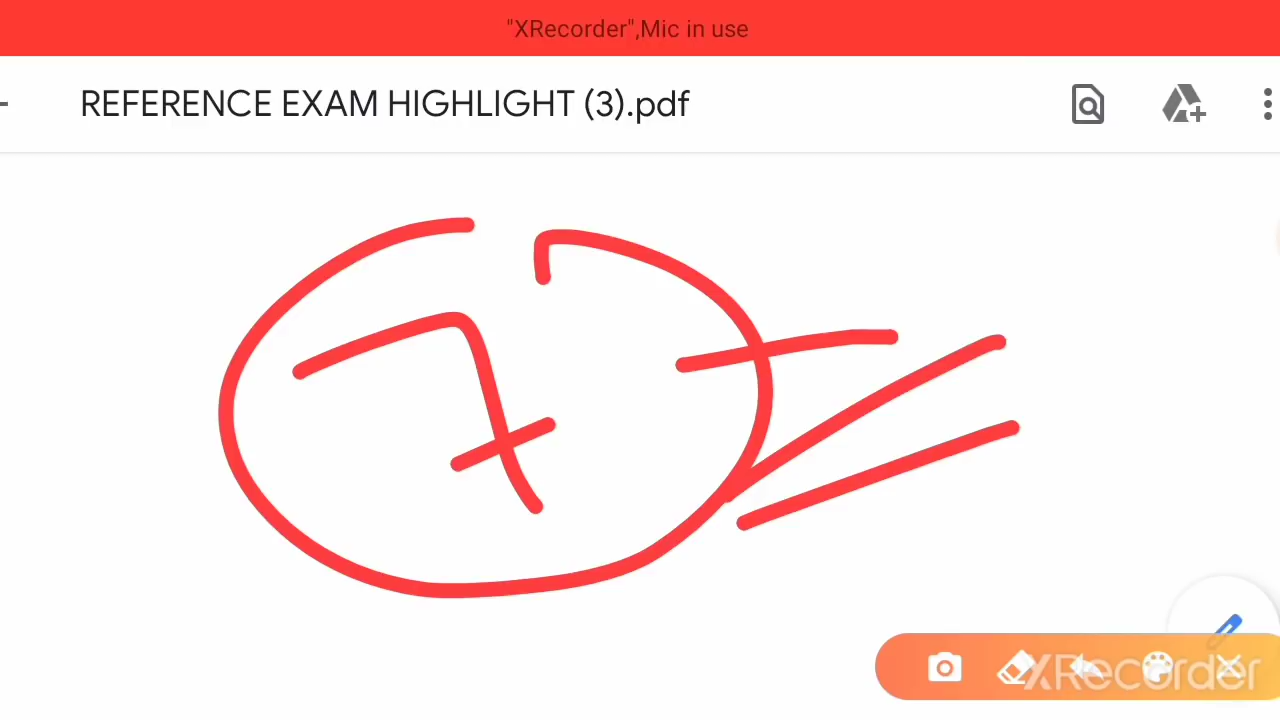 "XRecorder",Mic in use
REFERENCE EXAM HIGHLIGHT (3).pdf
7
XRecorder